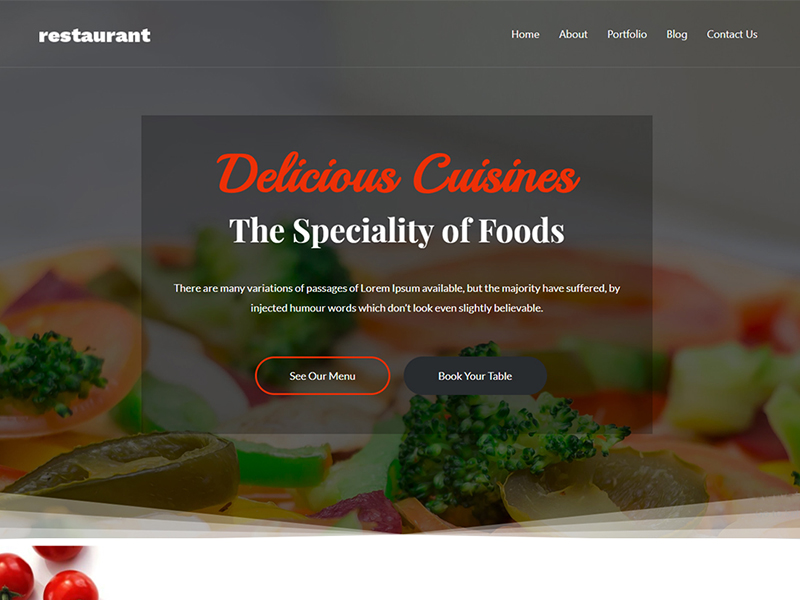 restaurant
Home About Portfolio Blog Contact Us
Delicious Cuisines
The Speciality of Foods
There are many variations of passages of Lorem Ipsum available, but the majority have suffered, by
injected humour words which don't look even slightly believable.
See Our Menu Book Your Table